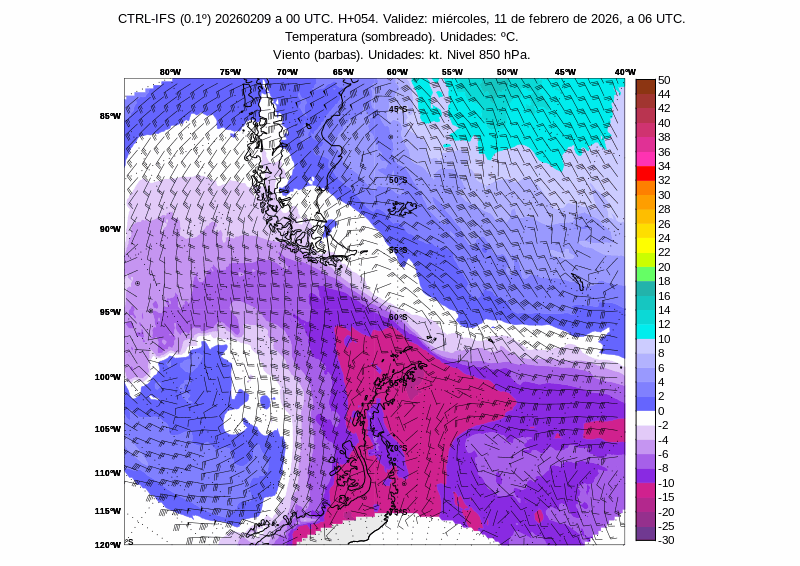 CTRL-IFS (0.1º) 20260209 a 00 UTC. H+054. Validez: miércoles, 11 de febrero de 2026, a 06 UTC.
Temperatura (sombreado). Unidades: ºC.
Viento (barbas). Unidades: kt. Nivel 850 hPa.
80°W 75°W 70°W 65°W 60°W 55°W 50°W 45°W 40°W
85°W
90°W
95°W
100°W
105°W
110°W
115°W
120°W
45°S
50°S
55°S
60°S
65°S
70°S
75°S
°S
50
44
42
40
38
36
34
32
30
28
26
24
22
20
18
16
14
12
10
8
6
4
2
0
-2
-4
-6
-8
-10
-15
-20
-25
-30